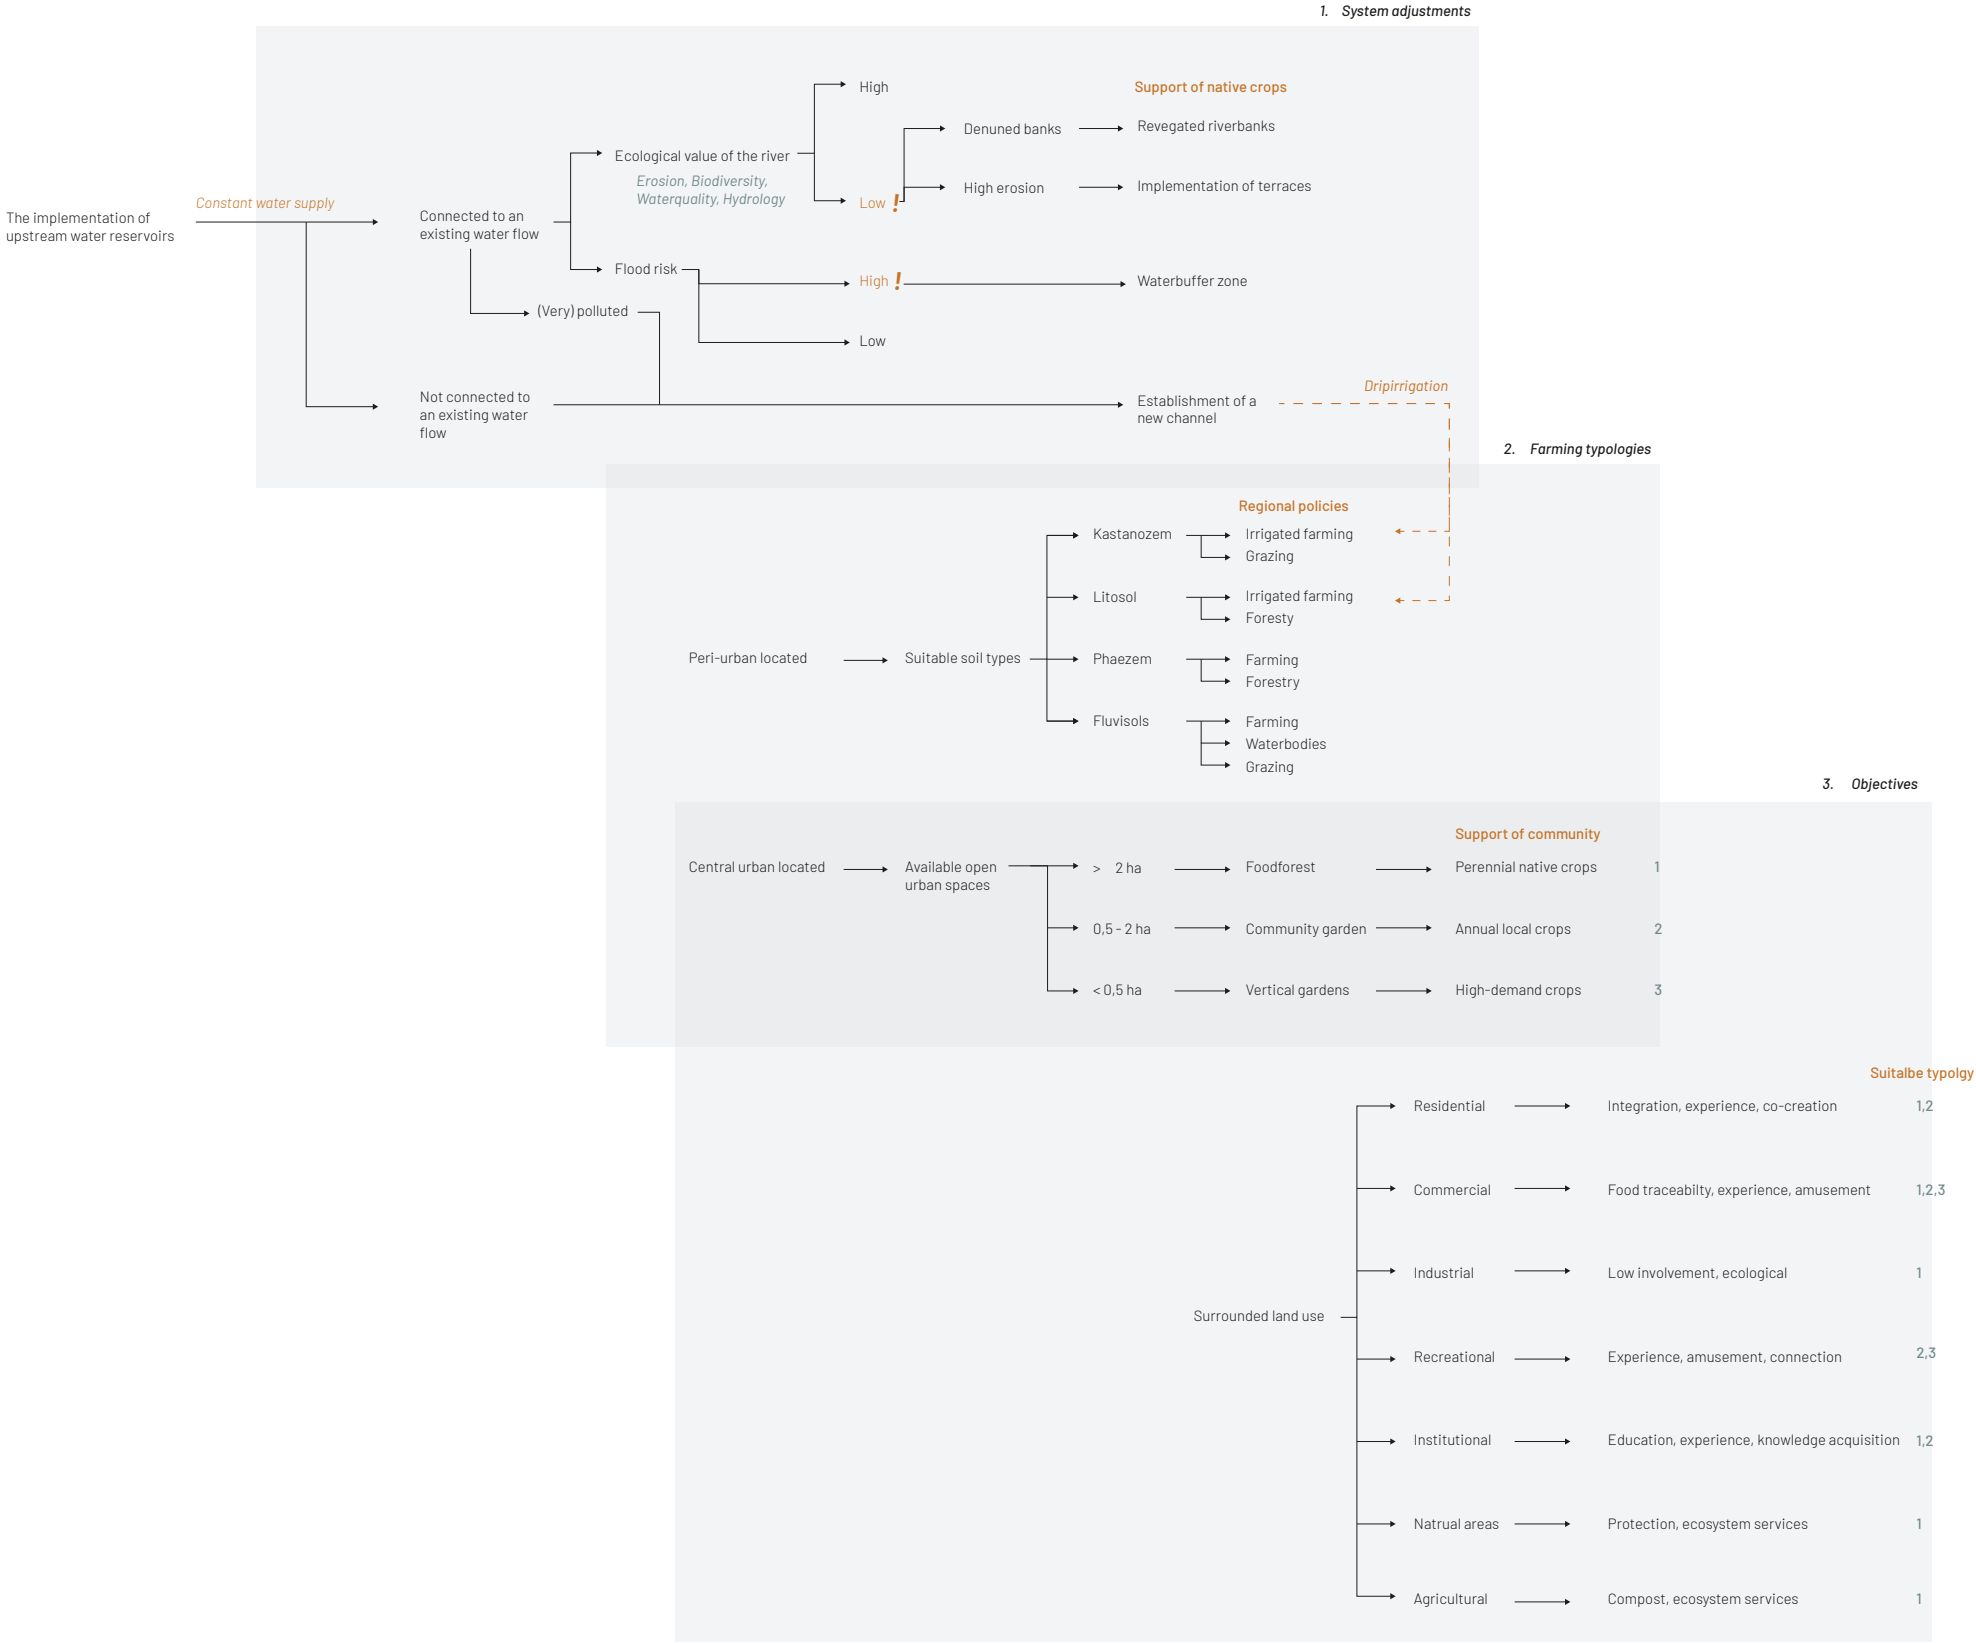 1. System adjustments
High
Support of native crops
Denuned banks
Revegated riverbanks
Ecological value of the river
Erosion, Biodiversity,
Waterquality, Hydrology
High erosion
Implementation of terraces
Low !
Constant water supply
The implementation of
upstream water reservoirs
Connected to an
existing water flow
Flood risk
High !
Waterbuffer zone
(Very) polluted
Low
Dripirrigation
Not connected to
an existing water
flow
Establishment of a
new channel
2. Farming typologies
Regional policies
Kastanozem
Irrigated farming
Grazing
Litosol
Irrigated farming
Foresty
Peri-urban located
Suitable soil types
Phaezem
Farming
Forestry
Fluvisols
Farming
Waterbodies
Grazing
3. Objectives
Support of community
Central urban located
Available open
urban spaces
> 2 ha
Foodforest
Perennial native crops
1
0,5 - 2 ha
Community garden
Annual local crops
2
< 0,5 ha
Vertical gardens
High-demand crops
3
Suitalbe typolgy
Residential
Integration, experience, co-creation
1,2
Commercial
Food traceabilty, experience, amusement
1,2,3
Industrial
Low involvement, ecological
1
Surrounded land use
Recreational
Experience, amusement, connection
2,3
Institutional
Education, experience, knowledge acquisition
1,2
Natrual areas
Protection, ecosystem services
1
Agricultural
Compost, ecosystem services
1